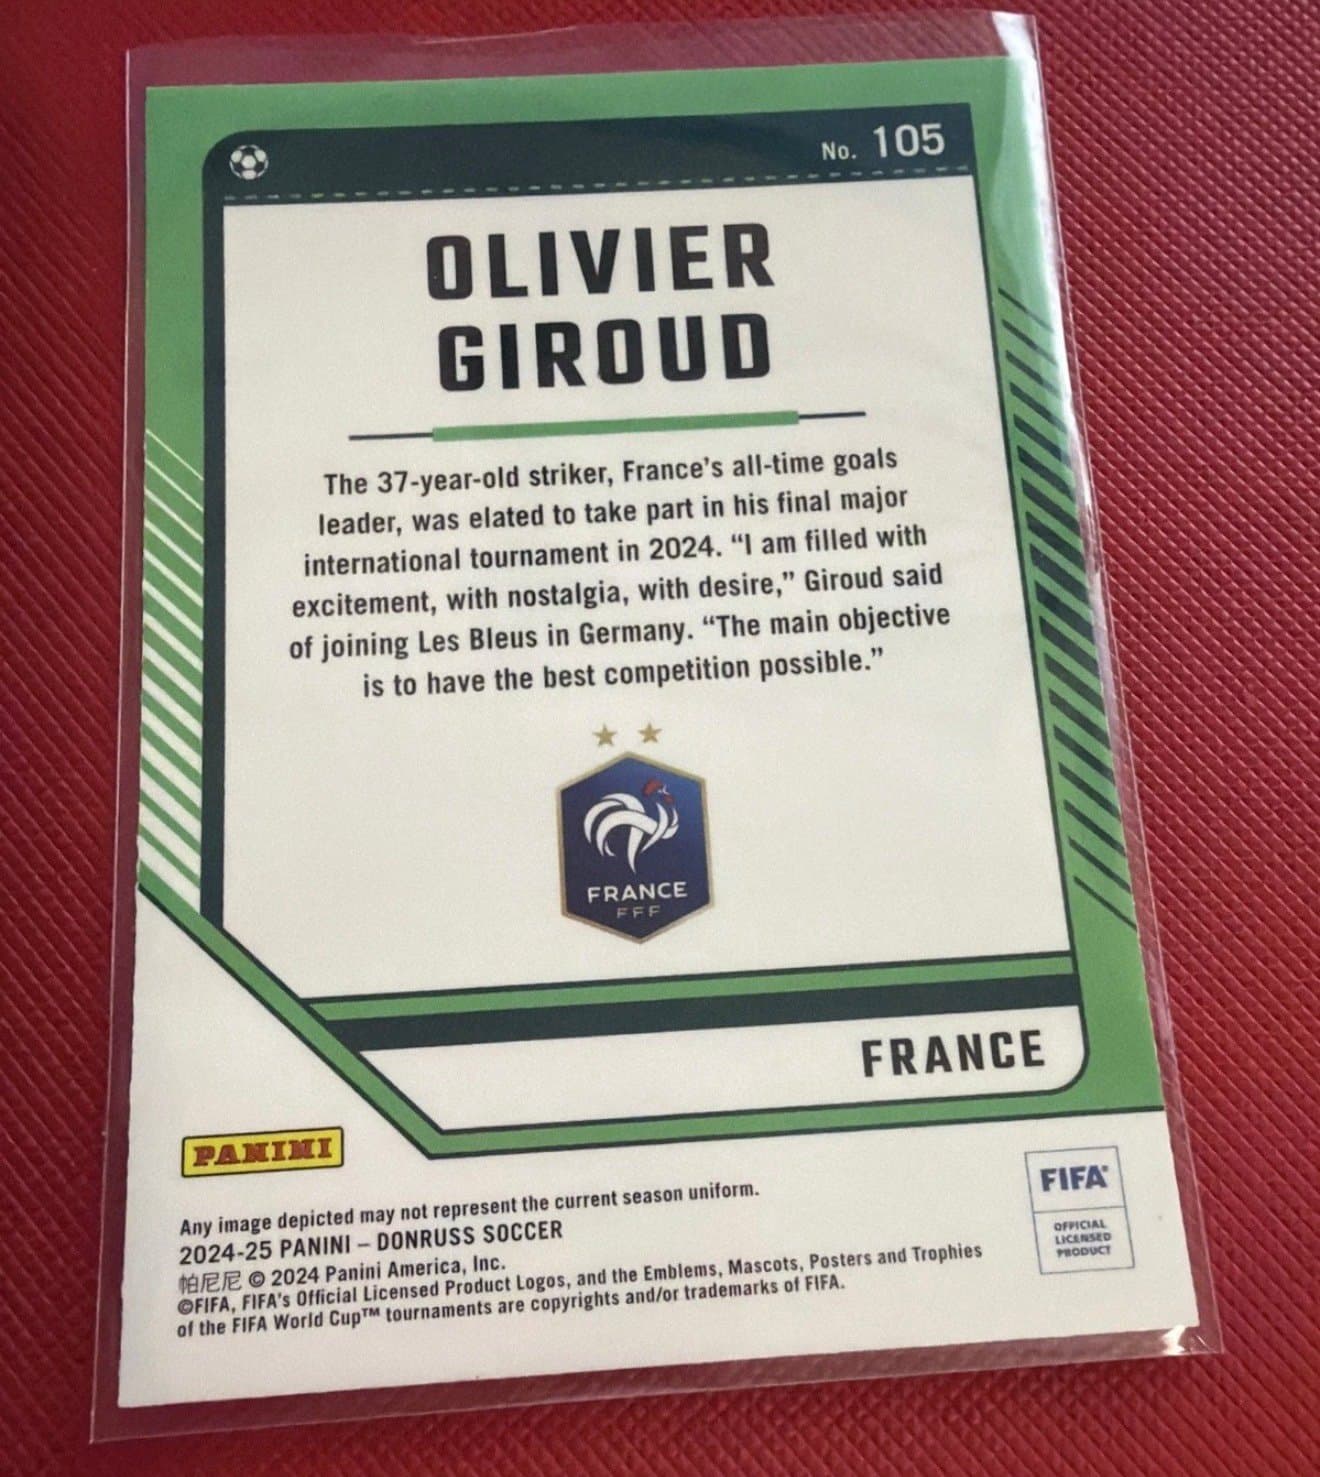 No. 105
OLIVIER
GIROUD
The 37-year-old striker, France's all-time goals
leader, was elated to take part in his final major
international tournament in 2024. “I am filled with
excitement, with nostalgia, with desire,” Giroud said
of joining Les Bleus in Germany. “The main objective
is to have the best competition possible.”
FRANCE
FFF
FRANCE
PANINI
Any image depicted may not represent the current season uniform.
2024-25 PANINI – DONRUSS SOCCER
帕尼尼 © 2024 Panini America, Inc.
©FIFA, FIFA's Official Licensed Product Logos, and the Emblems, Mascots, Posters and Trophies
of the FIFA World Cup™ tournaments are copyrights and/or trademarks of FIFA.
FIFA®
OFFICIAL
LICENSED
PRODUCT